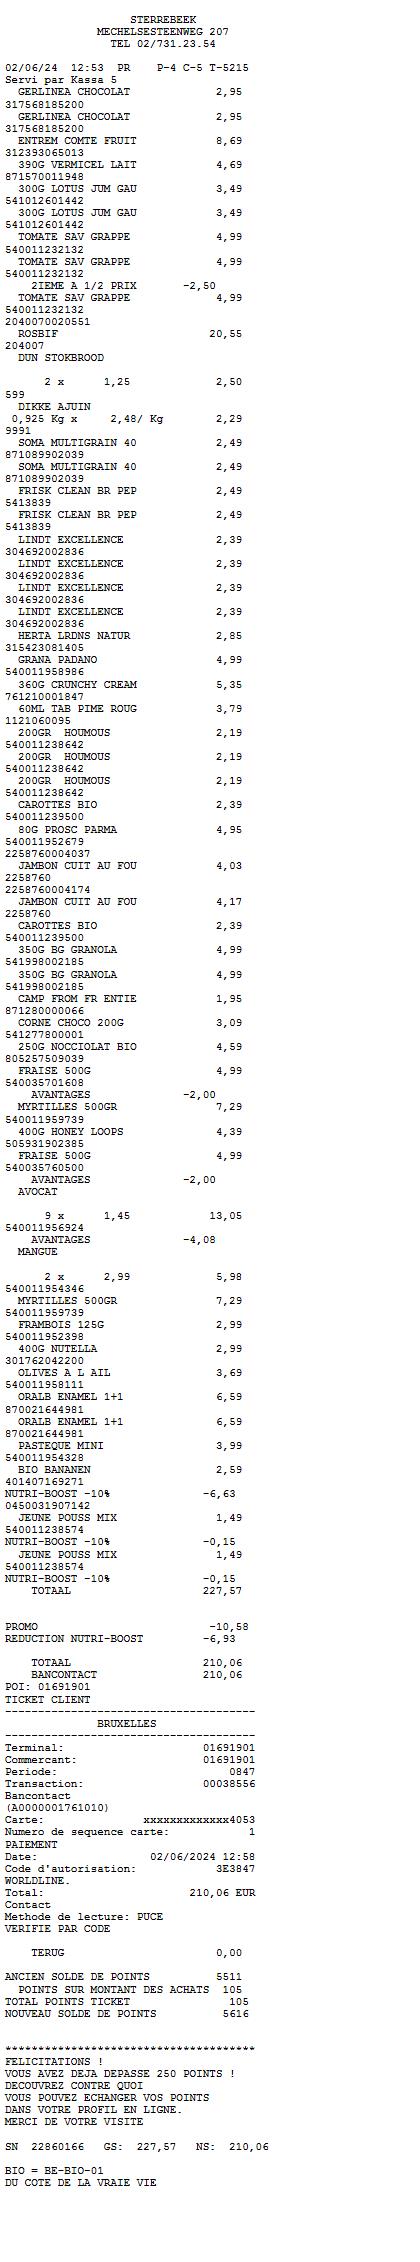 STERREBEEK
MECHELSESTEENWEG 207
TEL 02/731.23.54
02/06/24 12:53 PR P-4 C-5 T-5215
Servi par Kassa 5
GERLINEA CHOCOLAT 2,95
317568185200
GERLINEA CHOCOLAT 2,95
317568185200
ENTREM COMTE FRUIT 8,69
312393065013
390G VERMICEL LAIT 4,69
871570011948
300G LOTUS JUM GAU 3,49
541012601442
300G LOTUS JUM GAU 3,49
541012601442
TOMATE SAV GRAPPE 4,99
540011232132
TOMATE SAV GRAPPE 4,99
540011232132
2IEME A 1/2 PRIX -2,50
TOMATE SAV GRAPPE 4,99
540011232132
2040070020551
ROSBIF 20,55
204007
DUN STOKBROOD
2 x 1,25 2,50
599
DIKKE AJUIN
0,925 Kg x 2,48/ Kg 2,29
9991
SOMA MULTIGRAIN 40 2,49
871089902039
SOMA MULTIGRAIN 40 2,49
871089902039
FRISK CLEAN BR PEP 2,49
5413839
FRISK CLEAN BR PEP 2,49
5413839
LINDT EXCELLENCE 2,39
304692002836
LINDT EXCELLENCE 2,39
304692002836
LINDT EXCELLENCE 2,39
304692002836
LINDT EXCELLENCE 2,39
304692002836
HERTA LRDNS NATUR 2,85
315423081405
GRANA PADANO 4,99
540011958986
360G CRUNCHY CREAM 5,35
761210001847
60ML TAB PIME ROUG 3,79
1121060095
200GR HOUMOUS 2,19
540011238642
200GR HOUMOUS 2,19
540011238642
200GR HOUMOUS 2,19
540011238642
CAROTTES BIO 2,39
540011239500
80G PROSC PARMA 4,95
540011952679
2258760004037
JAMBON CUIT AU FOU 4,03
2258760
2258760004174
JAMBON CUIT AU FOU 4,17
2258760
CAROTTES BIO 2,39
540011239500
350G BG GRANOLA 4,99
541998002185
350G BG GRANOLA 4,99
541998002185
CAMP FROM FR ENTIE 1,95
871280000066
CORNE CHOCO 200G 3,09
541277800001
250G NOCCIOLAT BIO 4,59
805257509039
FRAISE 500G 4,99
540035701608
AVANTAGES -2,00
MYRTILLES 500GR 7,29
540011959739
400G HONEY LOOPS 4,39
505931902385
FRAISE 500G 4,99
540035760500
AVANTAGES -2,00
AVOCAT
9 x 1,45 13,05
540011956924
AVANTAGES -4,08
MANGUE
2 x 2,99 5,98
540011954346
MYRTILLES 500GR 7,29
540011959739
FRAMBOIS 125G 2,99
540011952398
400G NUTELLA 2,99
301762042200
OLIVES A L AIL 3,69
540011958111
ORALB ENAMEL 1+1 6,59
870021644981
ORALB ENAMEL 1+1 6,59
870021644981
PASTEQUE MINI 3,99
540011954328
BIO BANANEN 2,59
401407169271
NUTRI-BOOST -10% -6,63
0450031907142
JEUNE POUSS MIX 1,49
540011238574
NUTRI-BOOST -10% -0,15
JEUNE POUSS MIX 1,49
540011238574
NUTRI-BOOST -10% -0,15
TOTAAL 227,57
PROMO -10,58
REDUCTION NUTRI-BOOST -6,93
TOTAAL 210,06
BANCONTACT 210,06
POI: 01691901
TICKET CLIENT
--------------------------------------
BRUXELLES
--------------------------------------
Terminal: 01691901
Commercant: 01691901
Periode: 0847
Transaction: 00038556
Bancontact
(A0000001761010)
Carte: xxxxxxxxxxxxx4053
Numero de sequence carte: 1
PAIEMENT
Date: 02/06/2024 12:58
Code d'autorisation: 3E3847
WORLDLINE.
Total: 210,06 EUR
Contact
Methode de lecture: PUCE
VERIFIE PAR CODE
TERUG 0,00
ANCIEN SOLDE DE POINTS 5511
POINTS SUR MONTANT DES ACHATS 105
TOTAL POINTS TICKET 105
NOUVEAU SOLDE DE POINTS 5616
**************************************
FELICITATIONS !
VOUS AVEZ DEJA DEPASSE 250 POINTS !
DECOUVREZ CONTRE QUOI
VOUS POUVEZ ECHANGER VOS POINTS
DANS VOTRE PROFIL EN LIGNE.
MERCI DE VOTRE VISITE
SN 22860166 GS: 227,57 NS: 210,06
BIO = BE-BIO-01
DU COTE DE LA VRAIE VIE